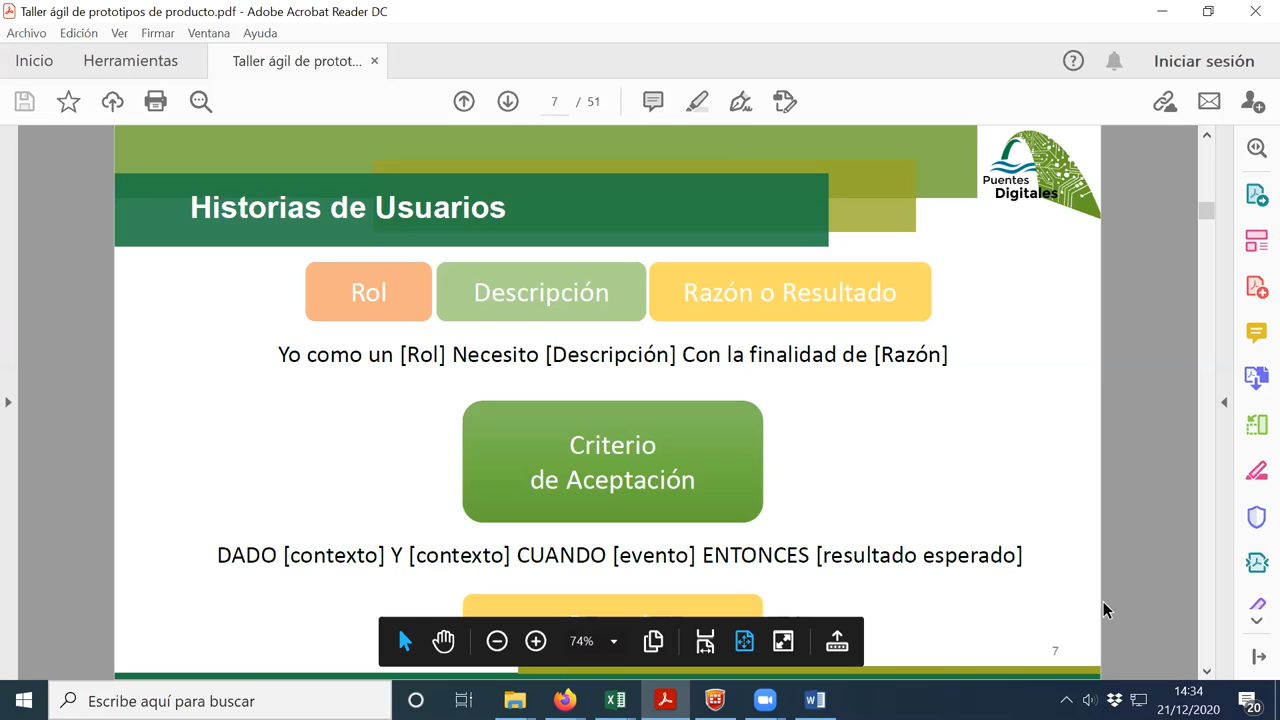 Taller ágil de prototipos de producto.pdf - Adobe Acrobat Reader DC
Archivo Edición Ver Firmar Ventana Ayuda
Inicio Herramientas Taller ágil de protot... × Iniciar sesión
7 / 51
Puentes
Digitales
Historias de Usuarios
Rol Descripción Razón o Resultado
Yo como un [Rol] Necesito [Descripción] Con la finalidad de [Razón]
Criterio
de Aceptación
DADO [contexto] Y [contexto] CUANDO [evento] ENTONCES [resultado esperado]
74%
7
Escribe aquí para buscar
14:34
21/12/2020
20